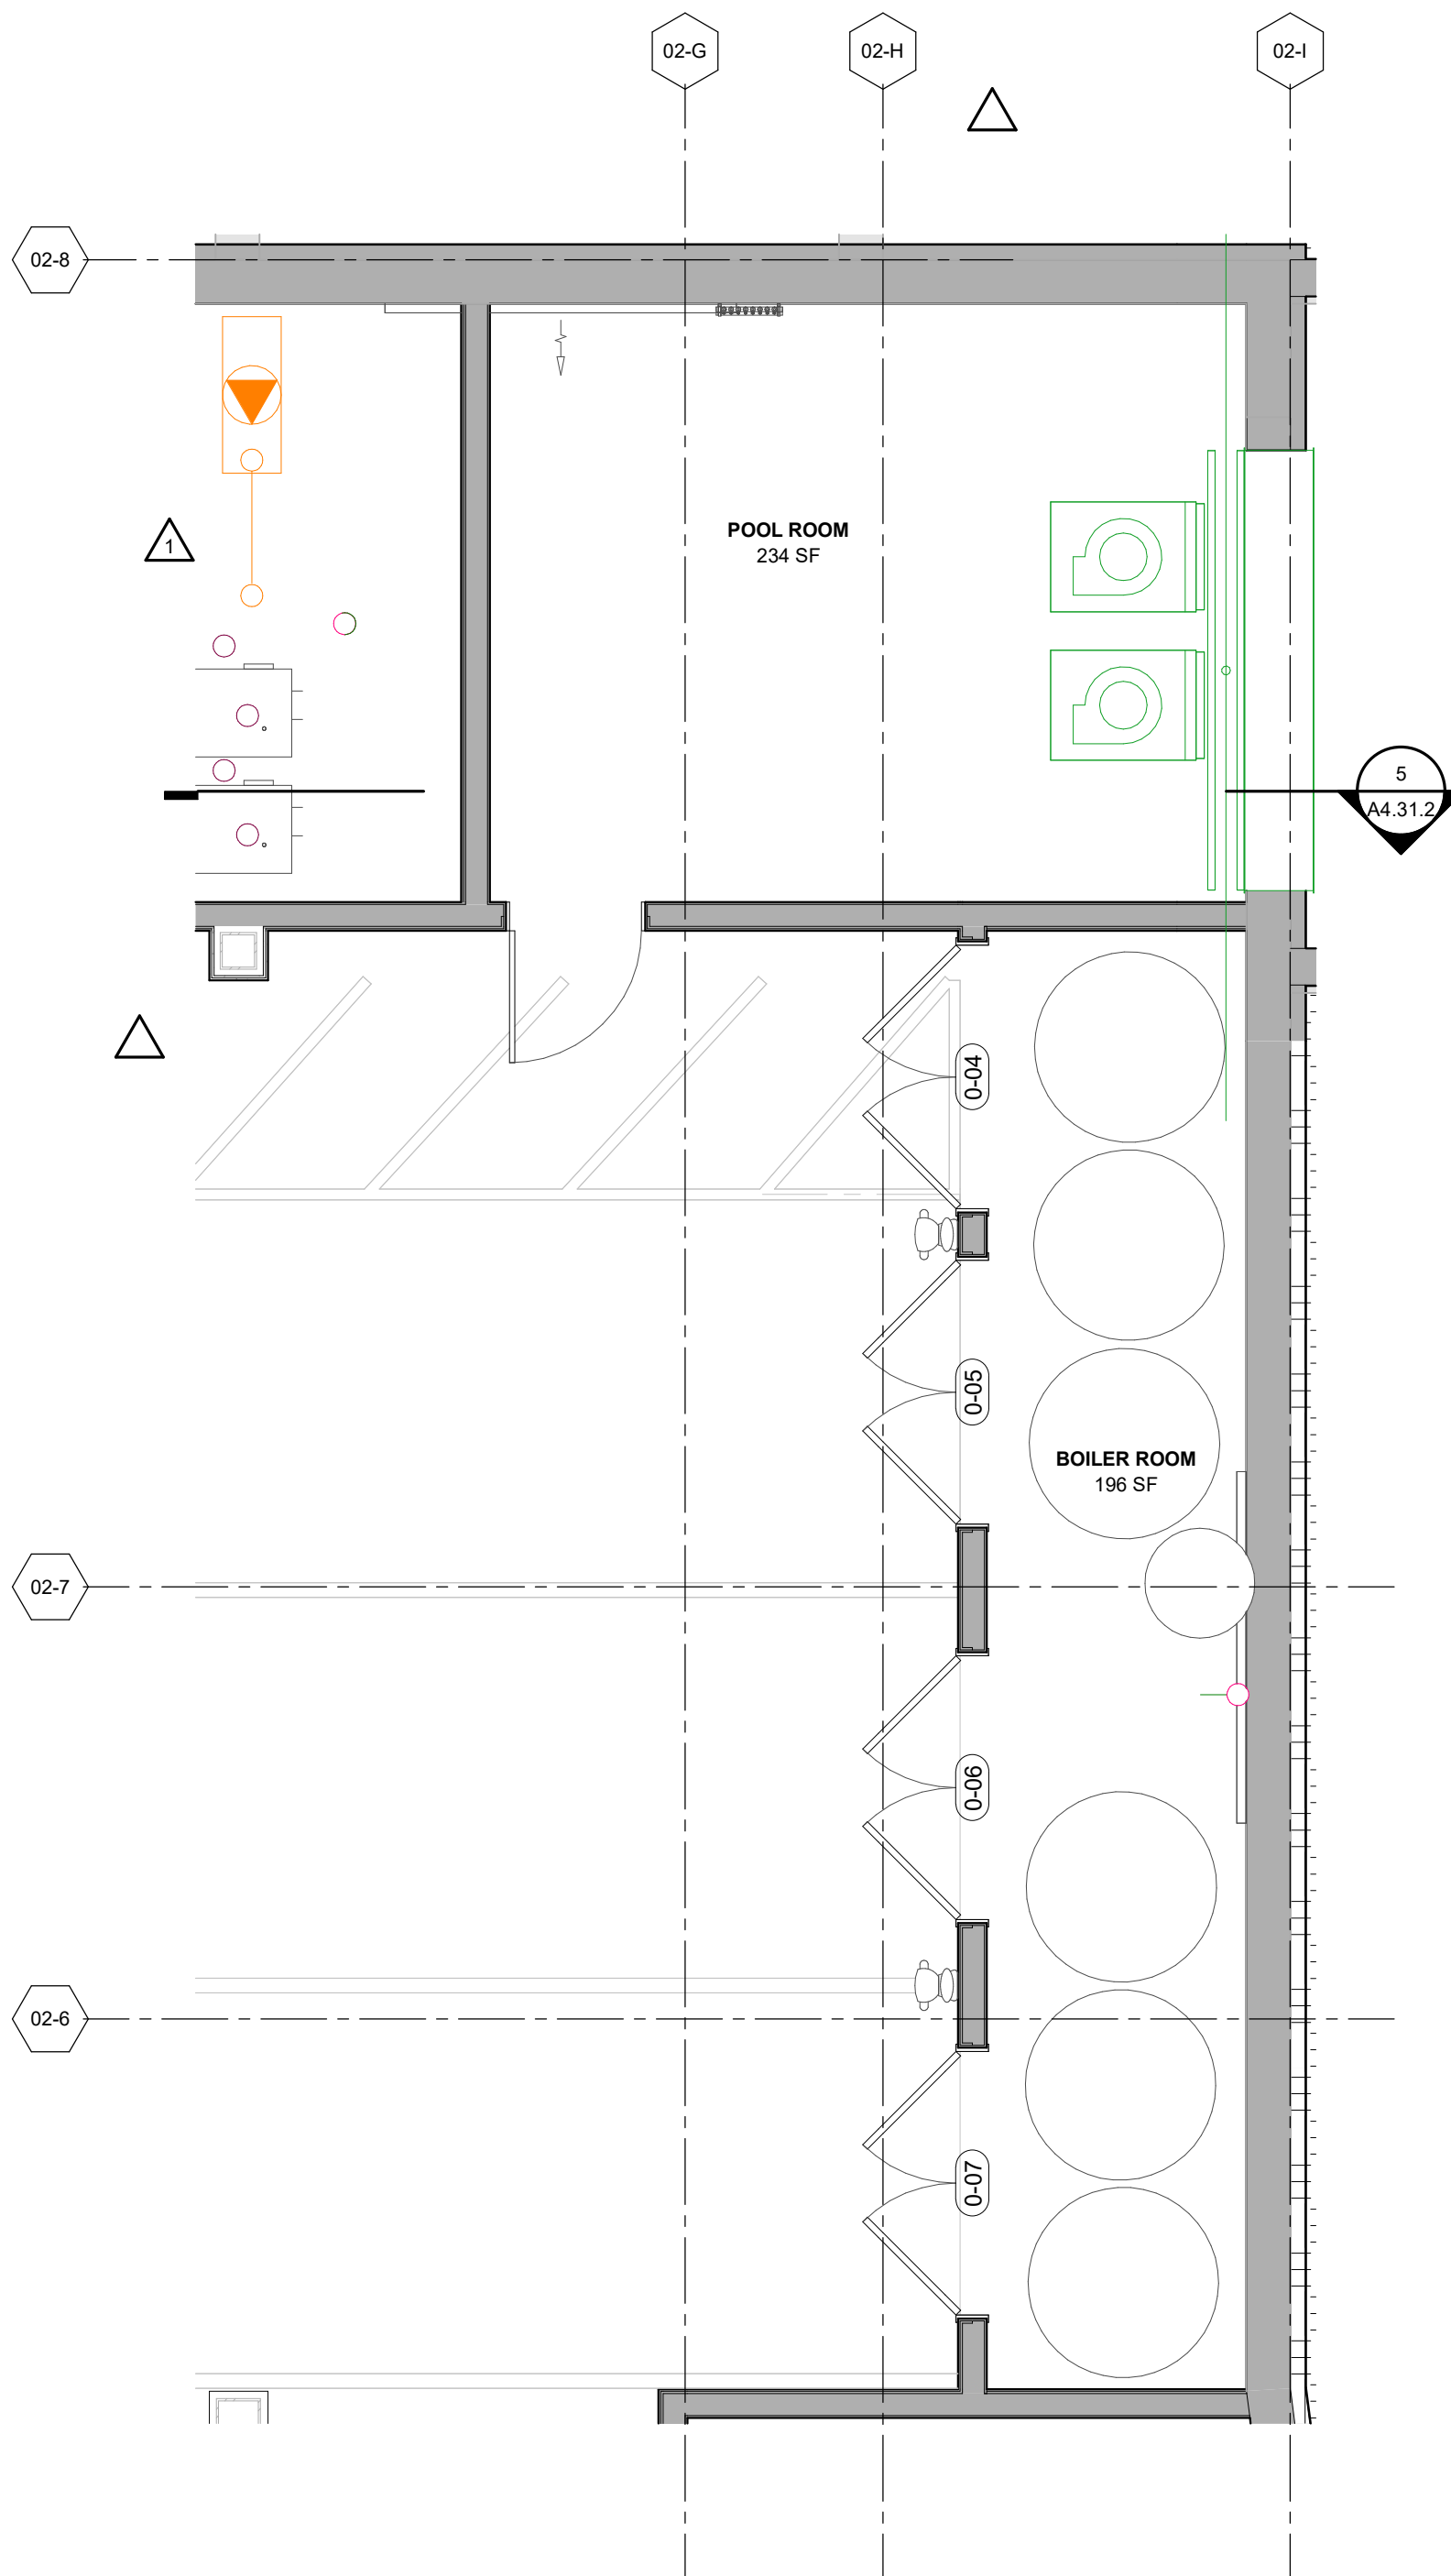 02-G
02-H
02-I
02-8
POOL ROOM
234 SF
1
5
A4.31.2
0-04
0-05
BOILER ROOM
196 SF
02-7
0-06
02-6
0-07